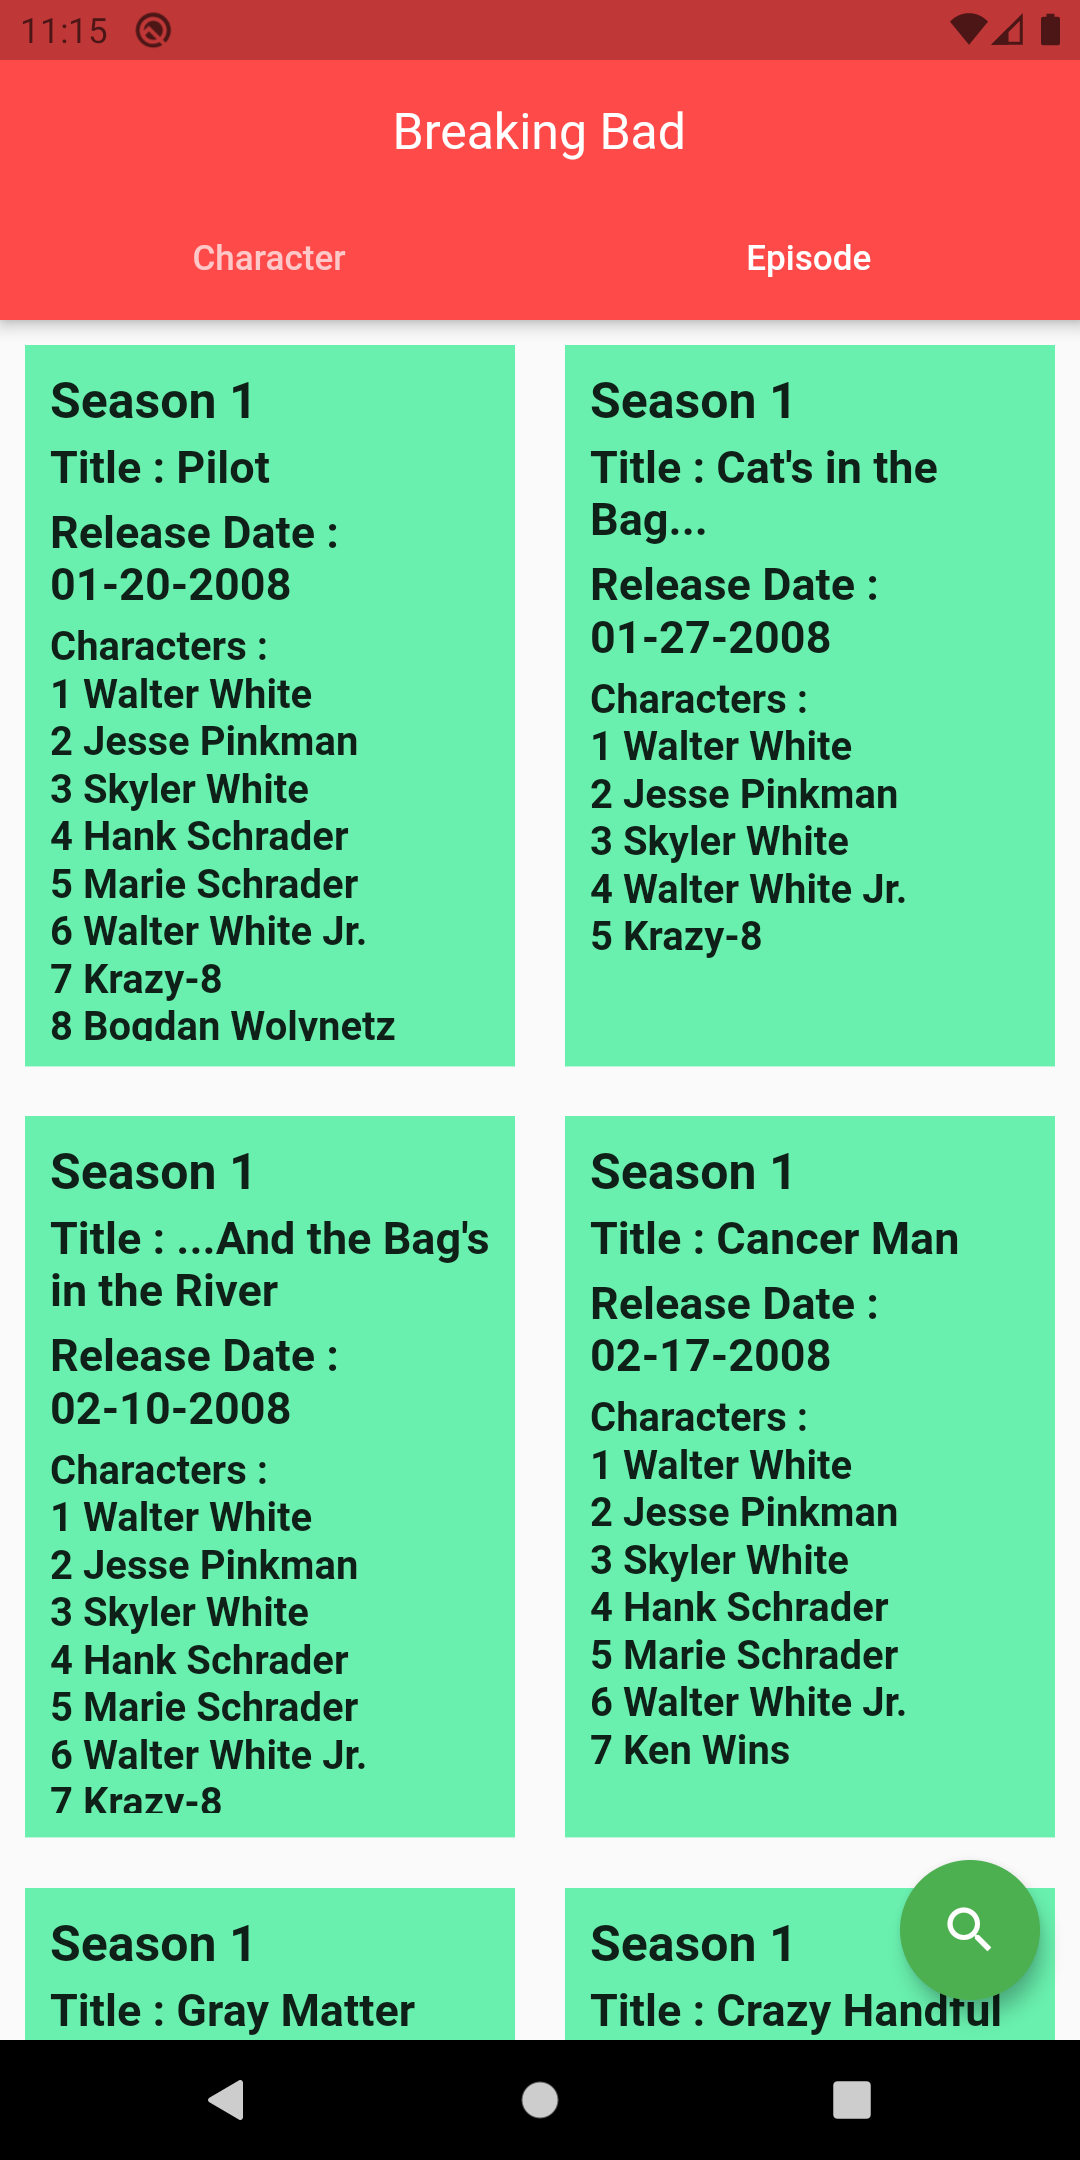 11:15
Breaking Bad
Character
Episode
Season 1
Title : Pilot
Release Date :
01-20-2008
Characters :
1 Walter White
2 Jesse Pinkman
3 Skyler White
4 Hank Schrader
5 Marie Schrader
6 Walter White Jr.
7 Krazy-8
8 Bogdan Wolynetz
Season 1
Title : Cat's in the
Bag...
Release Date :
01-27-2008
Characters :
1 Walter White
2 Jesse Pinkman
3 Skyler White
4 Walter White Jr.
5 Krazy-8
Season 1
Title : ...And the Bag's
in the River
Release Date :
02-10-2008
Characters :
1 Walter White
2 Jesse Pinkman
3 Skyler White
4 Hank Schrader
5 Marie Schrader
6 Walter White Jr.
7 Krazy-8
Season 1
Title : Cancer Man
Release Date :
02-17-2008
Characters :
1 Walter White
2 Jesse Pinkman
3 Skyler White
4 Hank Schrader
5 Marie Schrader
6 Walter White Jr.
7 Ken Wins
Season 1
Title : Gray Matter
Season 1
Title : Crazy Handful